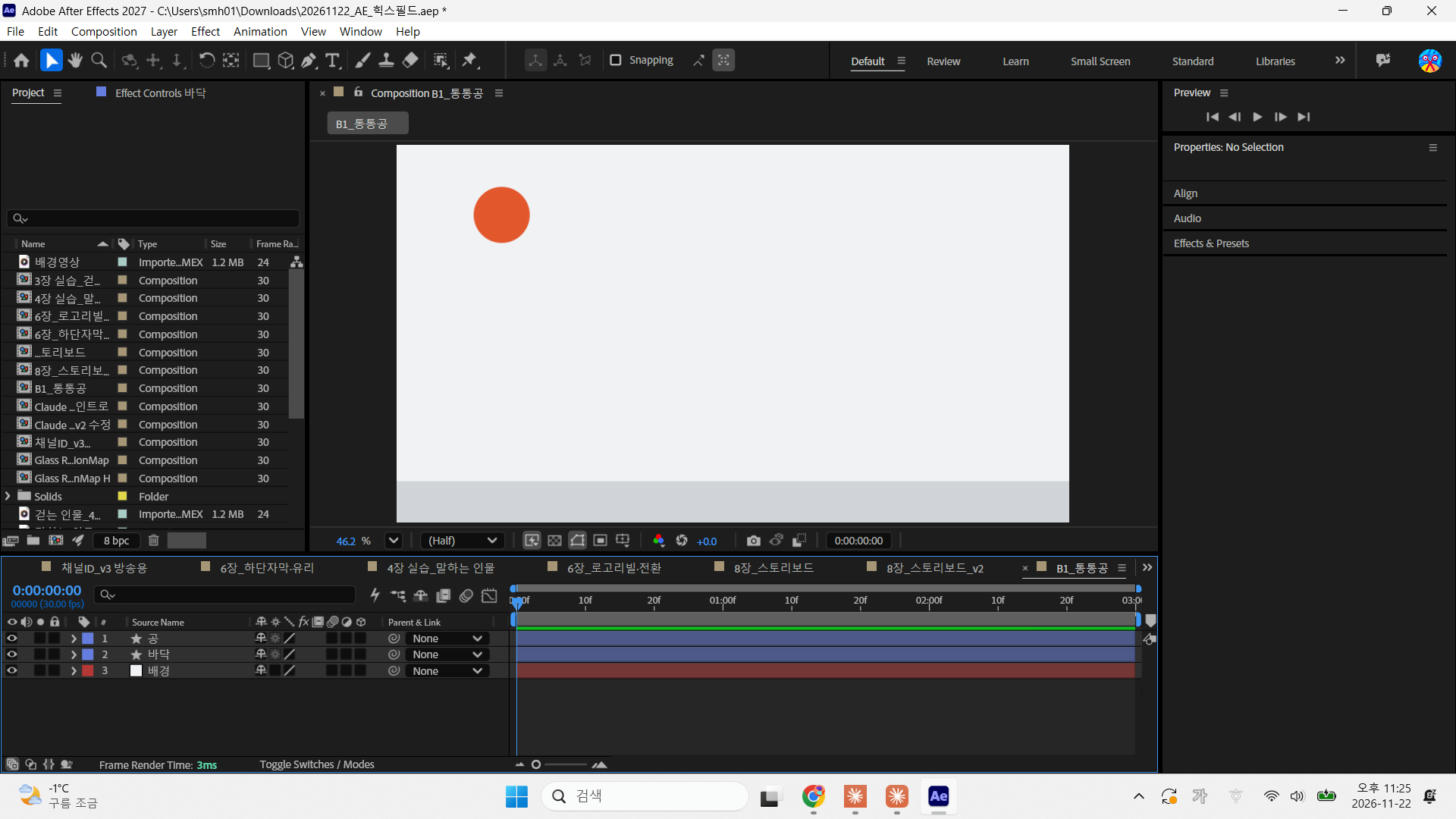 Ae Adobe After Effects 2027 - C:\Users\smh01\Downloads\20261122_AE_힉스필드.aep *
File Edit Composition Layer Effect Animation View Window Help
Snapping
Default Review Learn Small Screen Standard Libraries
Project
Effect Controls 바닥
Composition B1_통통공
B1_통통공
Preview
Properties: No Selection
Align
Audio
Effects & Presets
Name Type Size Frame Ra...
배경영상 Importe...MEX 1.2 MB 24
3장 실습_걷... Composition 30
4장 실습_말... Composition 30
6장_로고리빌... Composition 30
6장_하단자막... Composition 30
...토리보드 Composition 30
8장_스토리보... Composition 30
B1_통통공 Composition 30
Claude ...인트로 Composition 30
Claude ...v2 수정 Composition 30
채널ID_v3... Composition 30
Glass R...ionMap Composition 30
Glass R...nMap H Composition 30
Solids Folder
걷는 인물_4... Importe...MEX 1.2 MB 24
8 bpc
46.2 % (Half) +0.0 0:00:00:00
채널ID_v3 방송용 6장_하단자막-유리 4장 실습_말하는 인물 6장_로고리빌.전환 8장_스토리보드 8장_스토리보드_v2 B1_통통공
0:00:00:00
00000 (30.00 fps)
10f 20f 01:00f 10f 20f 02:00f 10f 20f
# Source Name fx Parent & Link
1 공 None
2 바닥 None
3 배경 None
Frame Render Time: 3ms Toggle Switches / Modes
-1°C
구름 조금
검색
Ae
오후 11:25
2026-11-22